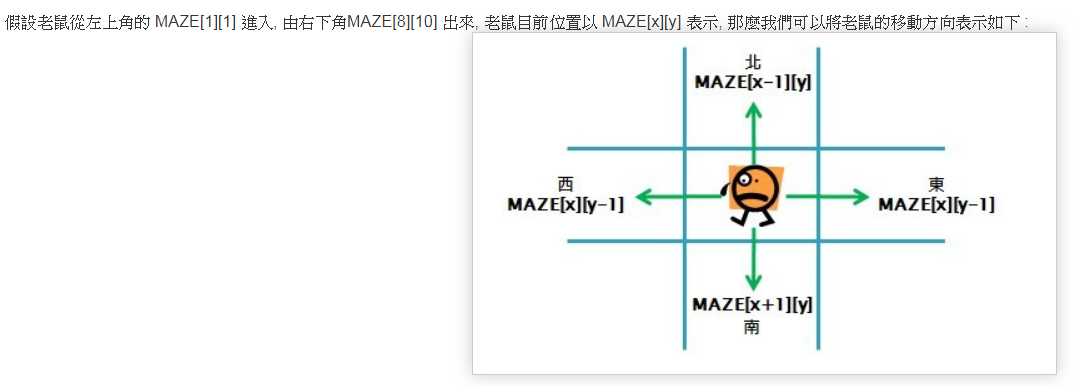 假設老鼠從左上角的 MAZE[1][1] 進入, 由右下角MAZE[8][10] 出來, 老鼠目前位置以 MAZE[x][y] 表示, 那麼我們可以將老鼠的移動方向表示如下 :
北
MAZE[x-1][y]
西
MAZE[x][y-1]
東
MAZE[x][y-1]
MAZE[x+1][y]
南